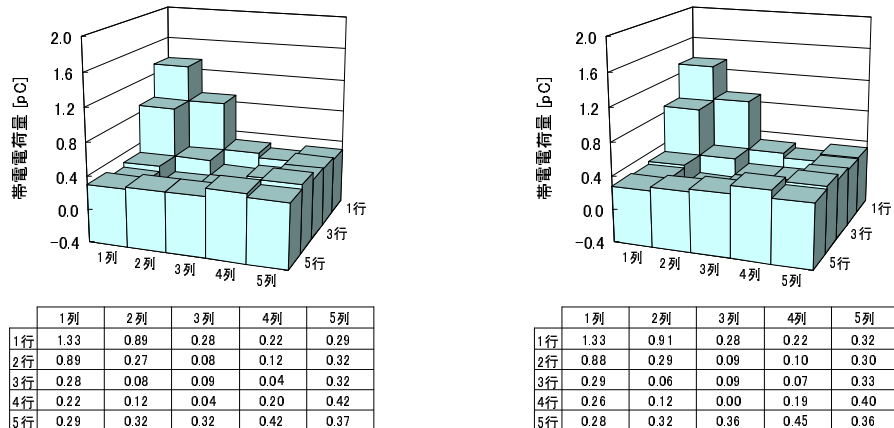 帯電電荷量 [pC]
2.0
1.6
1.2
0.8
0.4
0.0
-0.4
1列 2列 3列 4列 5列
1行
3行
5行
1列 2列 3列 4列 5列
1行 1.33 0.89 0.28 0.22 0.29
2行 0.89 0.27 0.08 0.12 0.32
3行 0.28 0.08 0.09 0.04 0.32
4行 0.22 0.12 0.04 0.20 0.42
5行 0.29 0.32 0.32 0.42 0.37
帯電電荷量 [pC]
2.0
1.6
1.2
0.8
0.4
0.0
-0.4
1列 2列 3列 4列 5列
1行
3行
5行
1列 2列 3列 4列 5列
1行 1.33 0.91 0.28 0.22 0.32
2行 0.88 0.29 0.09 0.10 0.30
3行 0.29 0.06 0.09 0.07 0.33
4行 0.26 0.12 0.00 0.19 0.40
5行 0.28 0.32 0.36 0.45 0.36